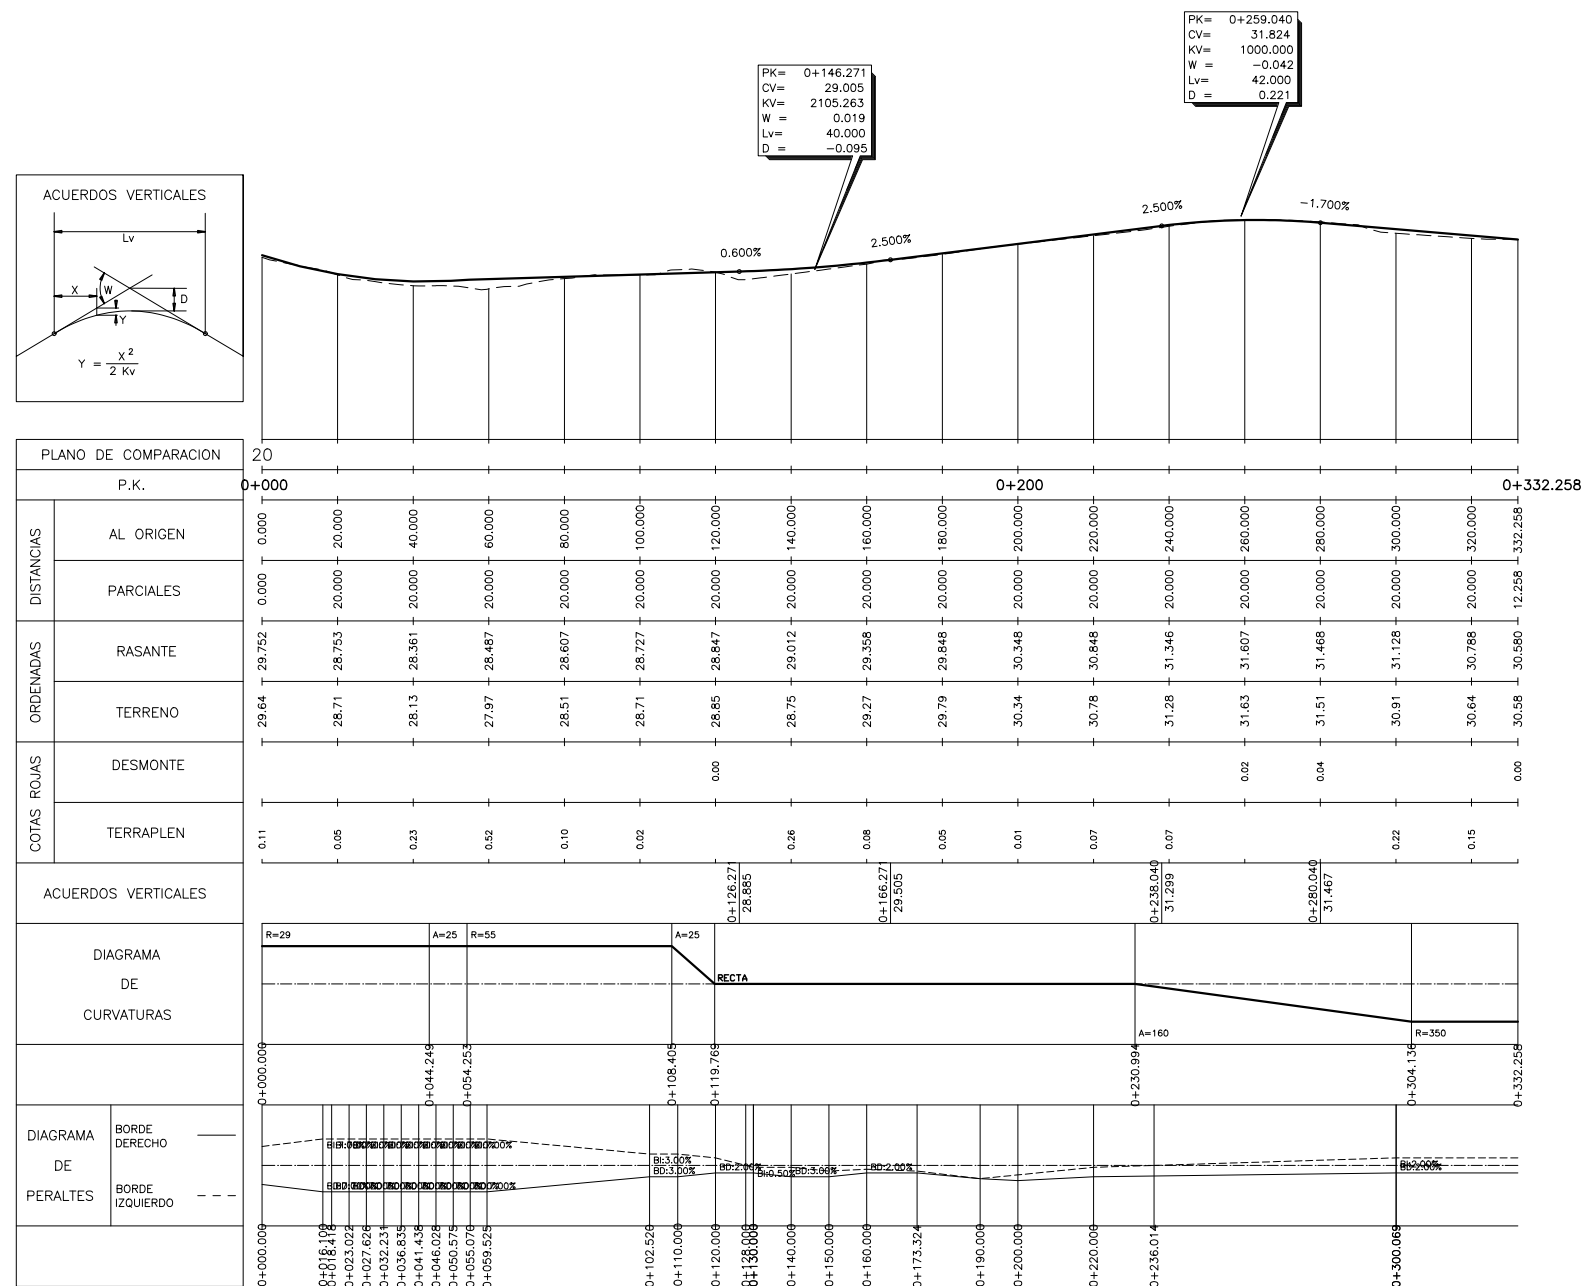 PK= 0+259.040
CV= 31.824
KV= 1000.000
W = -0.042
Lv= 42.000
D = 0.221
PK= 0+146.271
CV= 29.005
KV= 2105.263
W = 0.019
Lv= 40.000
D = -0.095
ACUERDOS VERTICALES
Lv
X
W
D
Y
Y = X 2
2 Kv
0.600%
2.500%
2.500%
-1.700%
PLANO DE COMPARACION 20
P.K. 0+000 0+200 0+332.258
DISTANCIAS
AL ORIGEN 0.000 20.000 40.000 60.000 80.000 100.000 120.000 140.000 160.000 180.000 200.000 220.000 240.000 260.000 280.000 300.000 320.000 332.258
PARCIALES 0.000 20.000 20.000 20.000 20.000 20.000 20.000 20.000 20.000 20.000 20.000 20.000 20.000 20.000 20.000 20.000 20.000 12.258
ORDENADAS
RASANTE 29.752 28.753 28.361 28.487 28.607 28.727 28.847 29.012 29.358 29.848 30.348 30.848 31.346 31.607 31.468 31.128 30.788 30.580
TERRENO 29.64 28.71 28.13 27.97 28.51 28.71 28.85 28.75 29.27 29.79 30.34 30.78 31.28 31.63 31.51 30.91 30.64 30.58
COTAS ROJAS
DESMONTE 0.00 0.02 0.04 0.00
TERRAPLEN 0.11 0.05 0.23 0.52 0.10 0.02 0.26 0.08 0.05 0.01 0.07 0.07 0.22 0.15
ACUERDOS VERTICALES
0+126.271
28.885
0+166.271
29.505
0+238.040
31.299
0+280.040
31.467
DIAGRAMA
DE
CURVATURAS
R=29 A=25 R=55 A=25
RECTA
A=160 R=350
0+000.000 0+044.249 0+054.253 0+108.405 0+119.769 0+230.994 0+304.136 0+332.258
DIAGRAMA
DE
PERALTES
BORDE
DERECHO
BORDE
IZQUIERDO
BI:3.00%
BD:3.00%
BD:2.00%
BI:0.50%
BD:3.00%
BD:2.00%
BD:2.00%
0+000.000 0+016.100 0+018.418 0+023.022 0+027.626 0+032.231 0+036.835 0+041.438 0+046.028 0+050.575 0+055.070 0+059.525 0+102.520 0+110.000 0+120.000 0+128.000 0+130.000 0+140.000 0+150.000 0+160.000 0+173.324 0+190.000 0+200.000 0+220.000 0+236.014 0+300.069